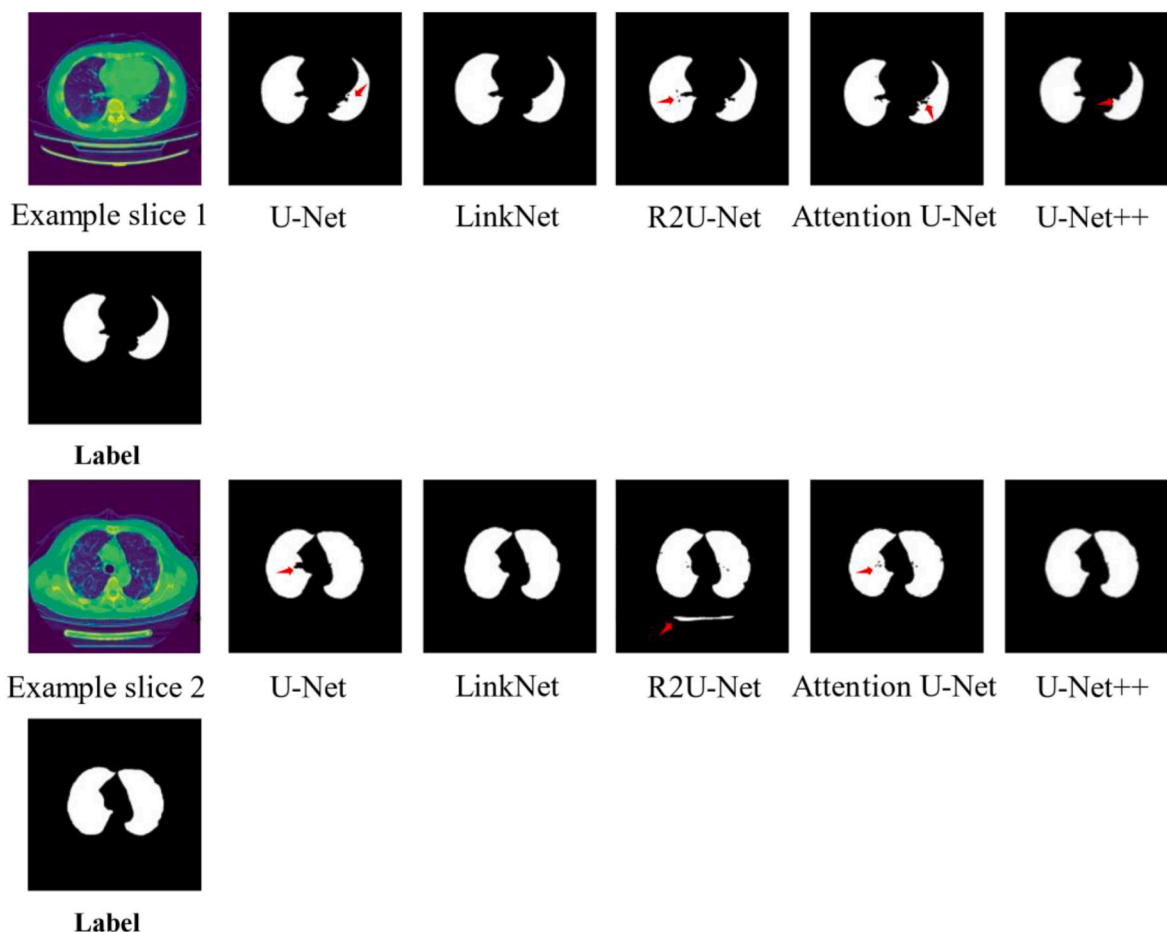 Example slice 1 U-Net LinkNet R2U-Net Attention U-Net U-Net++
Label
Example slice 2 U-Net LinkNet R2U-Net Attention U-Net U-Net++
Label